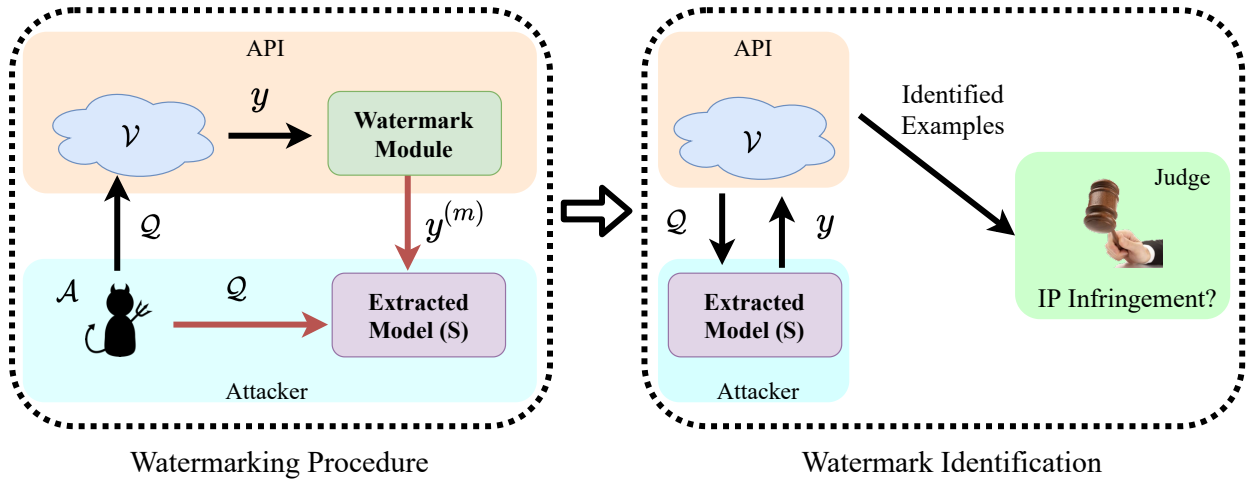 API
y
𝒱
Watermark
Module
𝒬
y^{(m)}
𝒜
𝒬
Extracted
Model (S)
Attacker
Watermarking Procedure
API
𝒱
Identified
Examples
𝒬
y
Extracted
Model (S)
Attacker
Judge
IP Infringement?
Watermark Identification